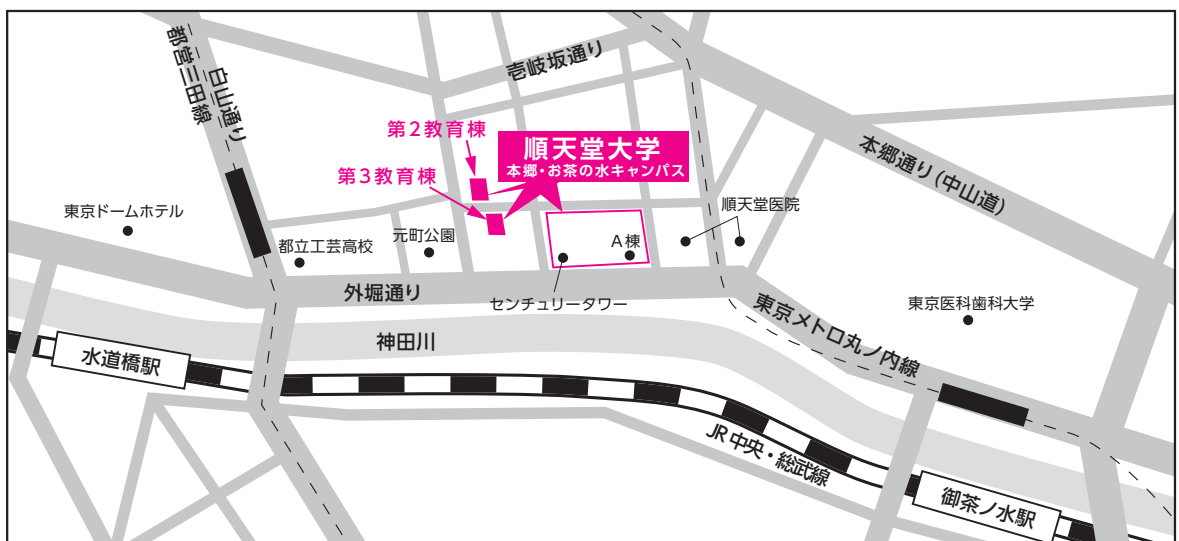 都営三田線
白山通り
壱岐坂通り
本郷通り(中山道)
第2教育棟
順天堂大学
本郷・お茶の水キャンパス
第3教育棟
東京ドームホテル
都立工芸高校
元町公園
A棟
順天堂医院
外堀通り
センチュリータワー
東京メトロ丸ノ内線
東京医科歯科大学
神田川
水道橋駅
JR中央・総武線
御茶ノ水駅